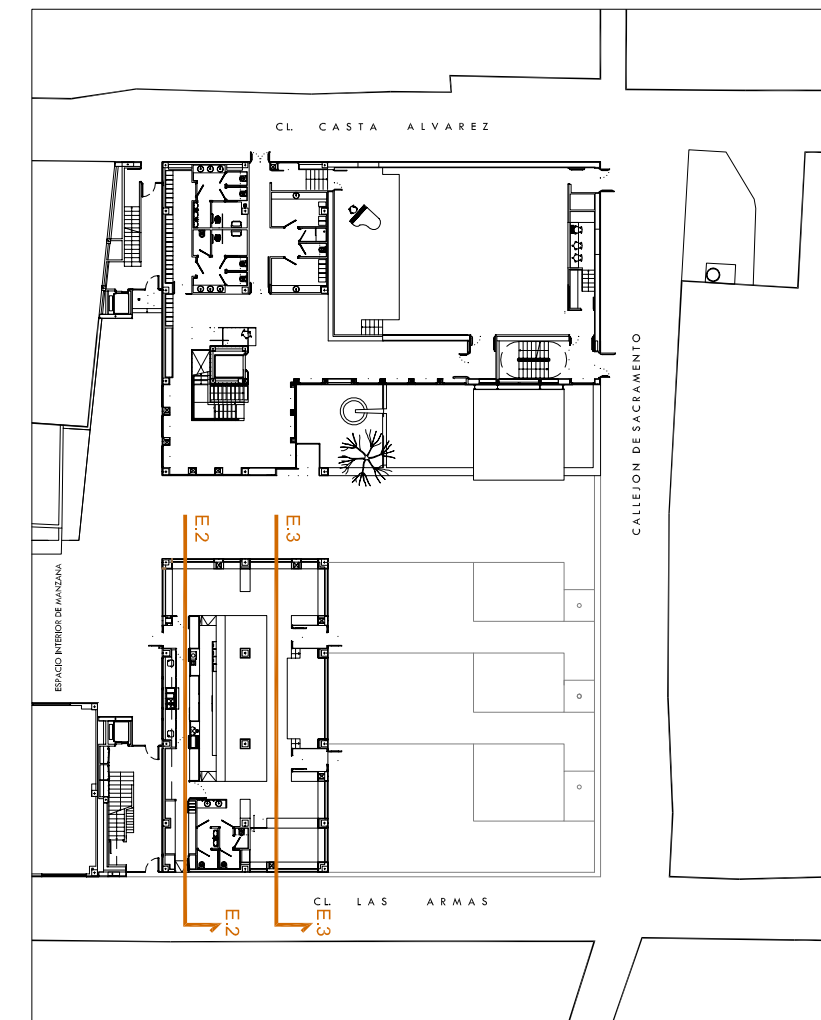 CL. CASTA ALVAREZ
CALLEJON DE SACRAMENTO
E.2
E.3
ESPACIO INTERIOR DE MANZANA
CL. LAS ARMAS
E.2
E.3